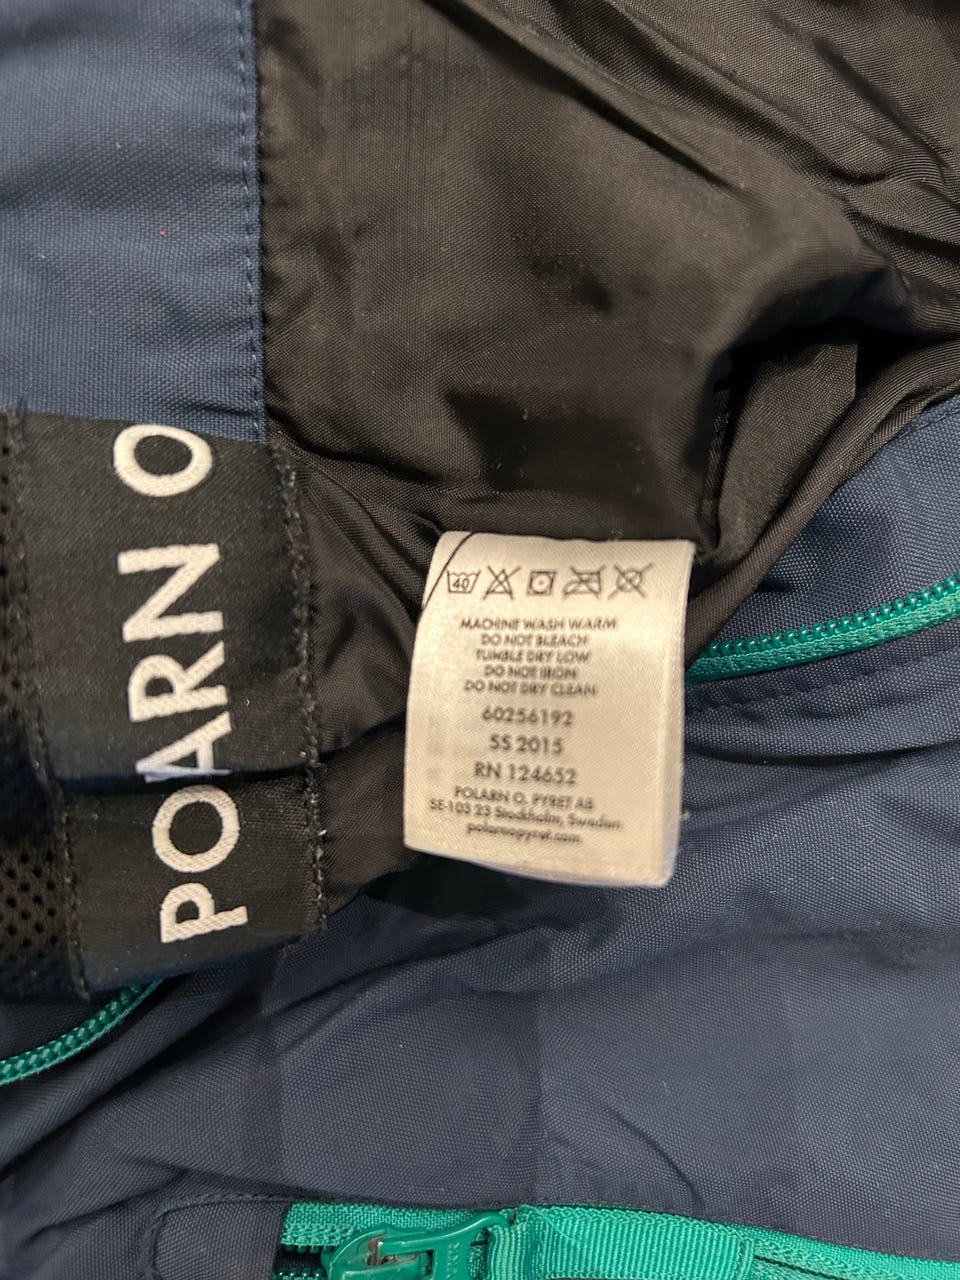 POARN O
40
MACHINE WASH WARM
DO NOT BLEACH
TUMBLE DRY LOW
DO NOT IRON
DO NOT DRY CLEAN
60256192
SS 2015
RN 124652
POLARN O. PYRET AB
SE-103 23 Stockholm, Sweden
polarnopyret.com